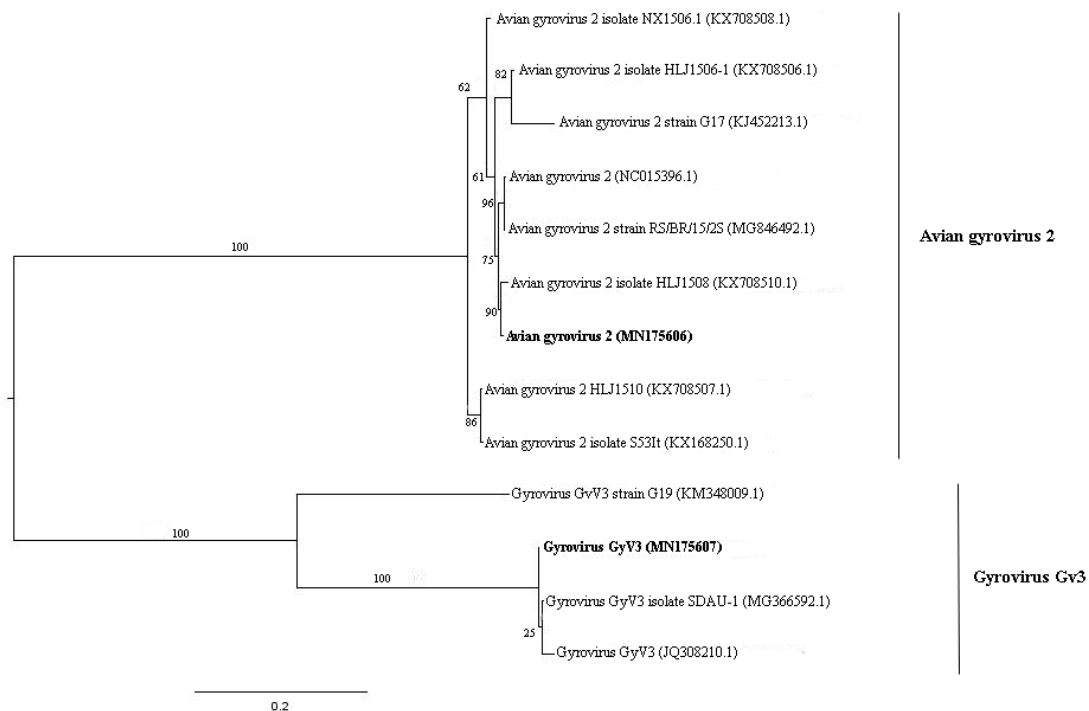 Avian gyrovirus 2 isolate NX1506.1 (KX708508.1)
82
Avian gyrovirus 2 isolate HLJ1506-1 (KX708506.1)
62
Avian gyrovirus 2 strain G17 (KJ452213.1)
61
Avian gyrovirus 2 (NC015396.1)
96
Avian gyrovirus 2 strain RS/BR/15/2S (MG846492.1)
Avian gyrovirus 2
100
75
Avian gyrovirus 2 isolate HLJ1508 (KX708510.1)
90
Avian gyrovirus 2 (MN175606)
Avian gyrovirus 2 HLJ1510 (KX708507.1)
86
Avian gyrovirus 2 isolate S53It (KX168250.1)
Gyrovirus GvV3 strain G19 (KM348009.1)
100
Gyrovirus GyV3 (MN175607)
100
Gyrovirus Gv3
Gyrovirus GyV3 isolate SDAU-1 (MG366592.1)
25
Gyrovirus GyV3 (JQ308210.1)
0.2